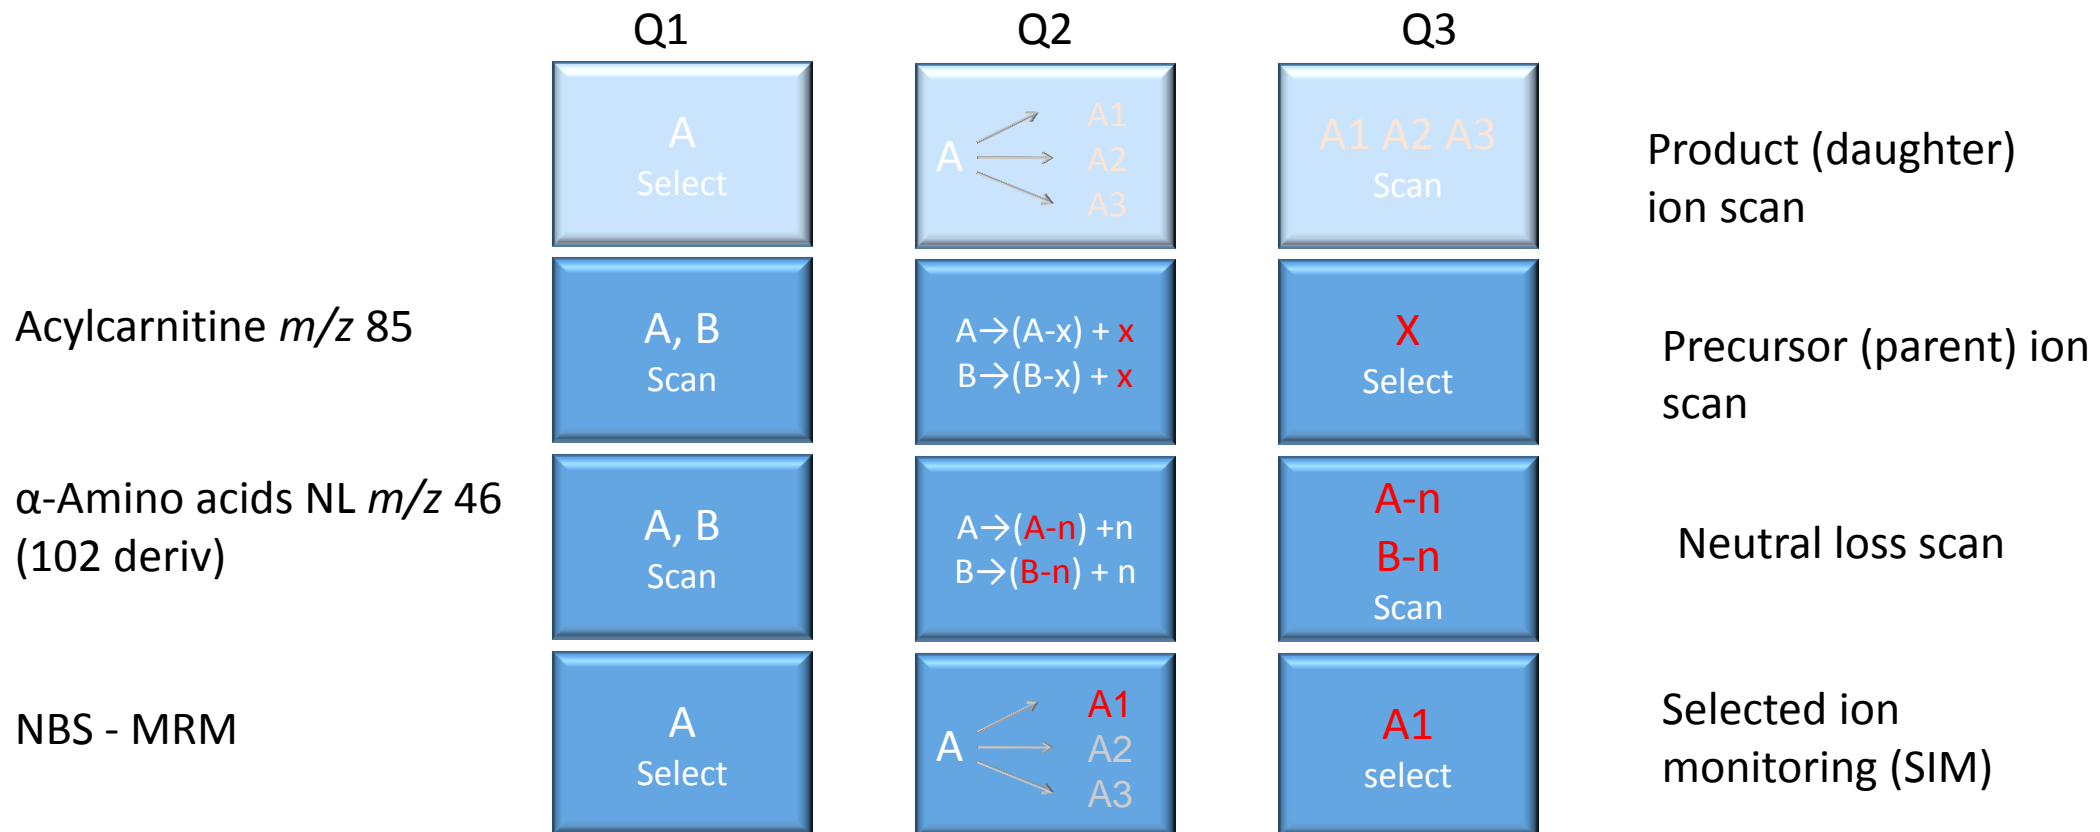 Q1 Q2 Q3
A
Select
A
A1
A2
A3
A1 A2 A3
Scan
Product (daughter)
ion scan
Acylcarnitine m/z 85
A, B
Scan
A→(A-x) + x
B→(B-x) + x
X
Select
Precursor (parent) ion
scan
α-Amino acids NL m/z 46
(102 deriv)
A, B
Scan
A→(A-n) +n
B→(B-n) + n
A-n
B-n
Scan
Neutral loss scan
NBS - MRM
A
Select
A
A1
A2
A3
A1
select
Selected ion
monitoring (SIM)